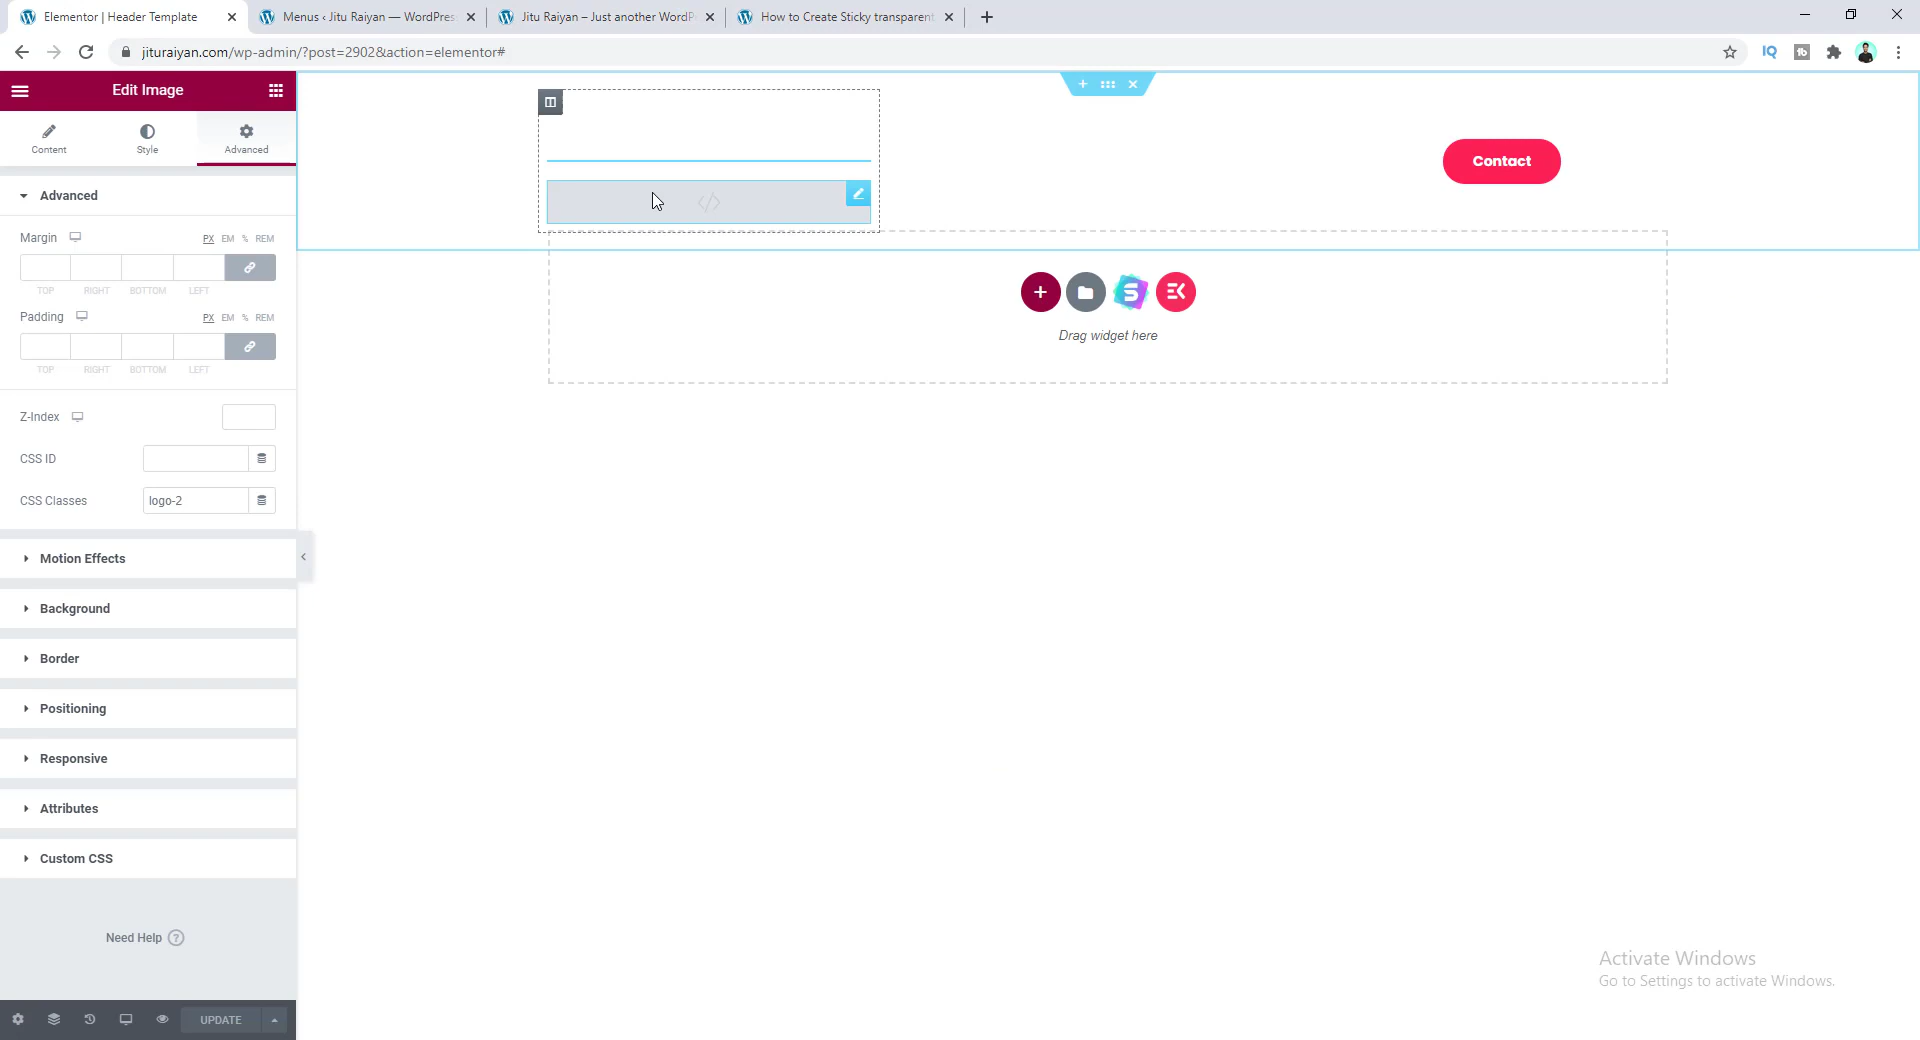 Elementor | Header Template
Menus ‹ Jitu Raiyan — WordPres
Jitu Raiyan – Just another WordP
How to Create Sticky transparent
jituraiyan.com/wp-admin/?post=2902&action=elementor#
IQ
Edit Image
Content
Style
Advanced
Contact
Advanced
Margin
PX EM % REM
TOP RIGHT BOTTOM LEFT
Padding
PX EM % REM
TOP RIGHT BOTTOM LEFT
Drag widget here
Z-Index
CSS ID
CSS Classes
logo-2
Motion Effects
Background
Border
Positioning
Responsive
Attributes
Custom CSS
Need Help ?
Activate Windows
Go to Settings to activate Windows.
UPDATE